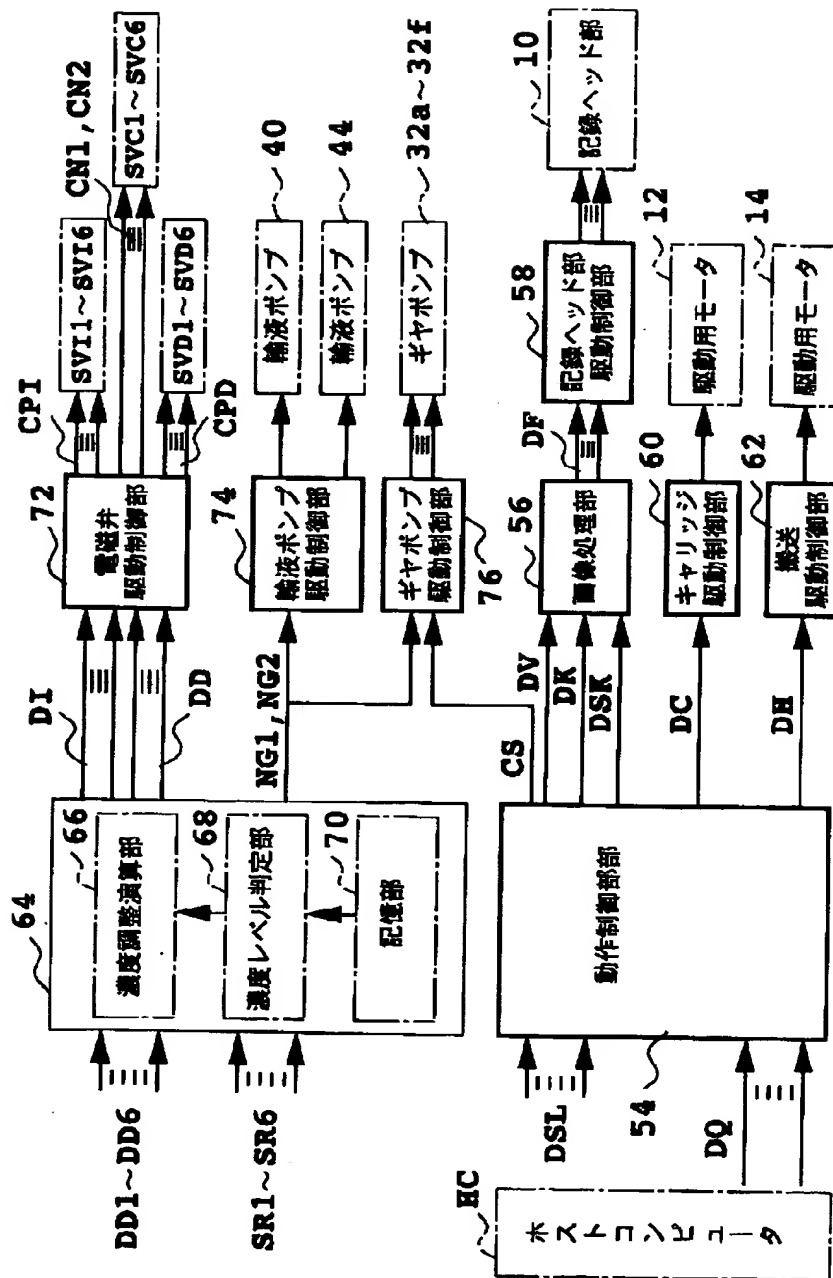 DD1~DD6
SR1~SR6
64
濃度調整演算部
66
濃度レベル判定部
68
記憶部
70
DI
DD
NG1,NG2
72
電磁弁
駆動制御部
CPI
CPD
SVI1~SVI6
CN1,CN2
SVC1~SVC6
SVD1~SVD6
74
輸液ポンプ
駆動制御部
輸液ポンプ
40
輸液ポンプ
44
ギヤポンプ
駆動制御部
76
ギヤポンプ
32a~32f
HC
ホストコンピュータ
DSL
DQ
54
動作制御部部
CS
DV
DK
DSK
DC
DH
56
画像処理部
DF
58
記録ヘッド部
駆動制御部
記録ヘッド部
10
60
キャリッジ
駆動制御部
駆動用モータ
12
62
搬送
駆動制御部
駆動用モータ
14